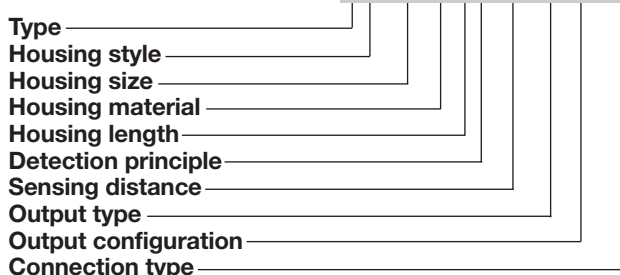 Type
Housing style
Housing size
Housing material
Housing length
Detection principle
Sensing distance
Output type
Output configuration
Connection type